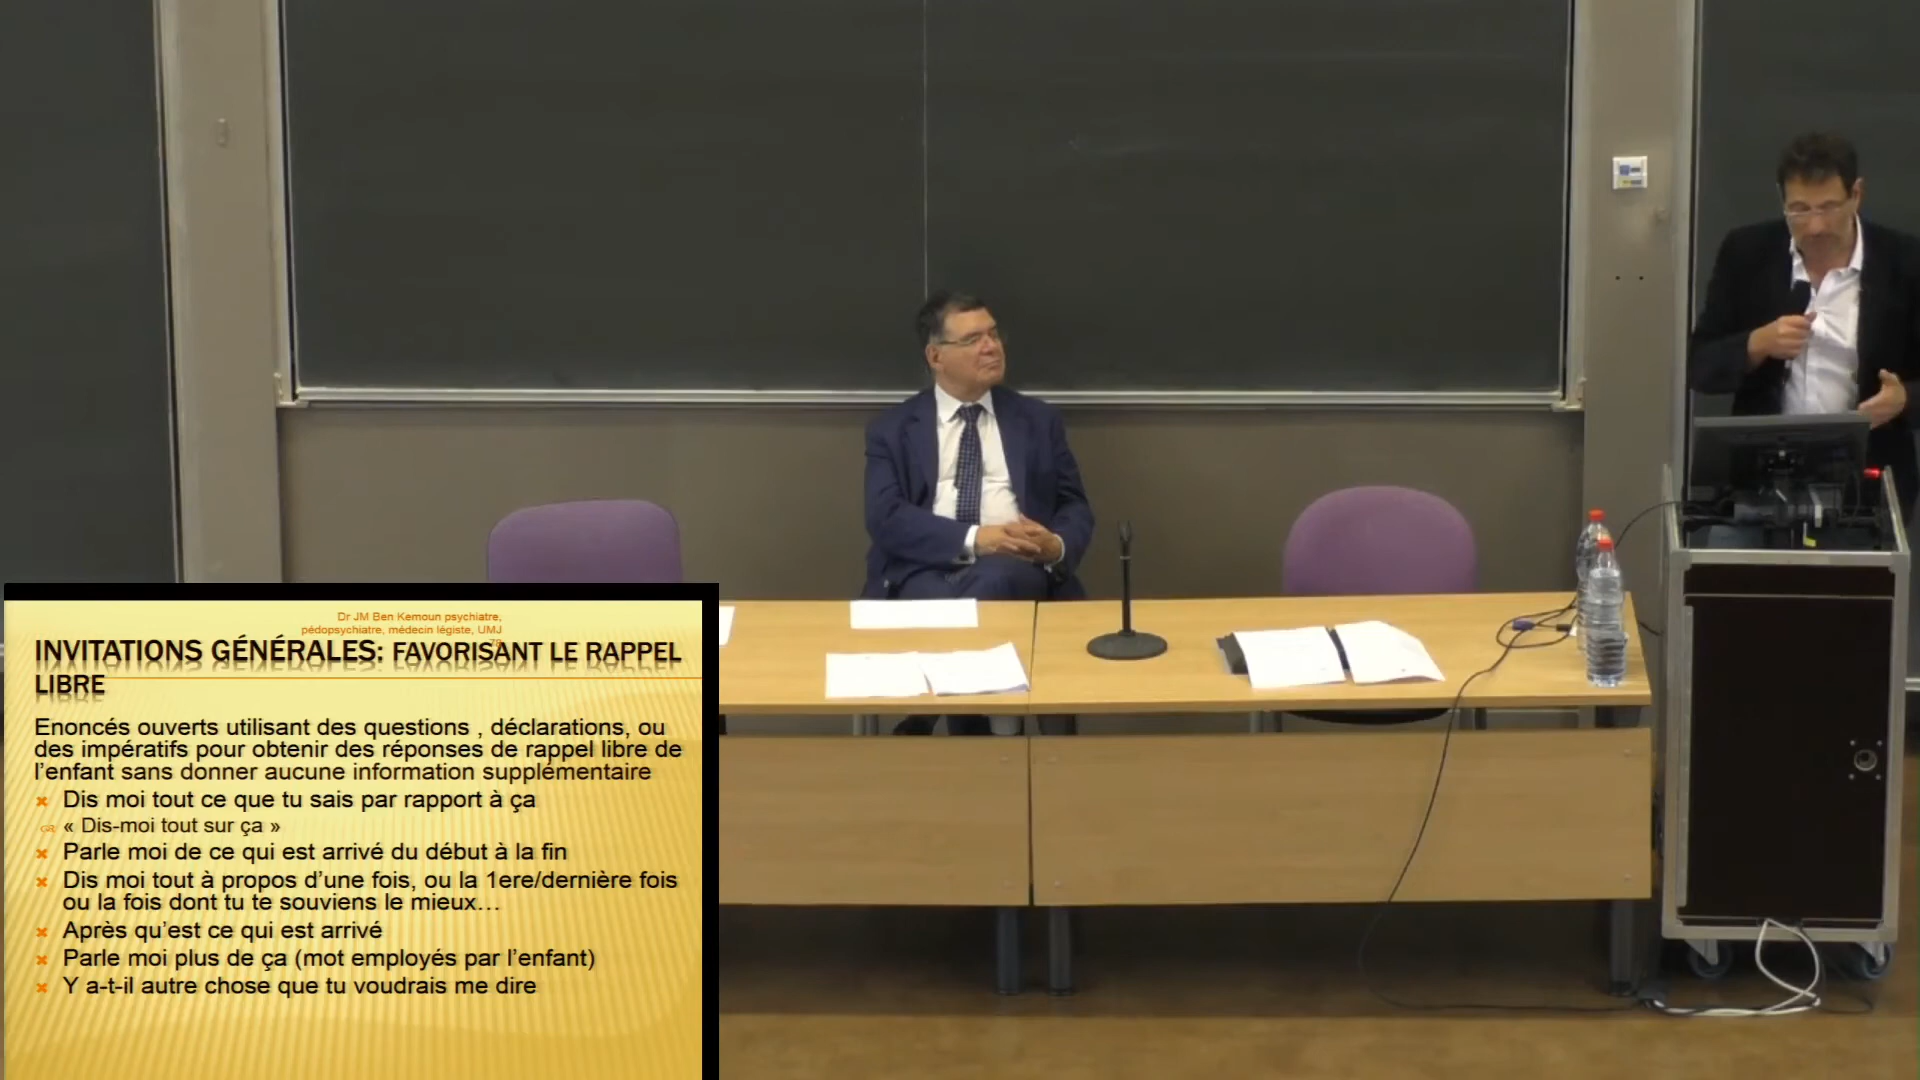 Dr JM Ben Kemoun psychiatre,
pédopsychiatre, médecin légiste, UMJ
78
INVITATIONS GÉNÉRALES: FAVORISANT LE RAPPEL
LIBRE
Enoncés ouverts utilisant des questions , déclarations, ou
des impératifs pour obtenir des réponses de rappel libre de
l’enfant sans donner aucune information supplémentaire
Dis moi tout ce que tu sais par rapport à ça
« Dis-moi tout sur ça »
Parle moi de ce qui est arrivé du début à la fin
Dis moi tout à propos d’une fois, ou la 1ere/dernière fois
ou la fois dont tu te souviens le mieux…
Après qu’est ce qui est arrivé
Parle moi plus de ça (mot employés par l’enfant)
Y a-t-il autre chose que tu voudrais me dire